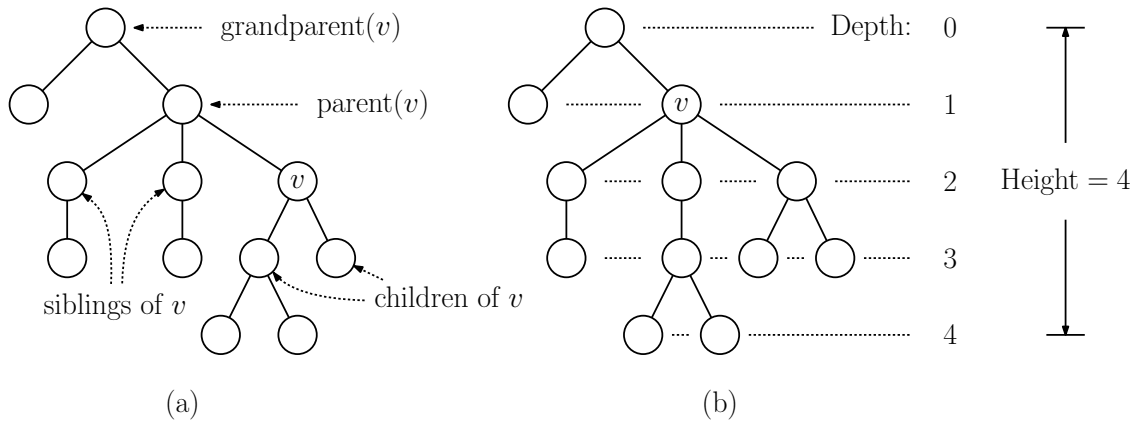 grandparent(v)
parent(v)
v
siblings of v
children of v
(a)
Depth: 0
v 1
2
3
4
Height = 4
(b)